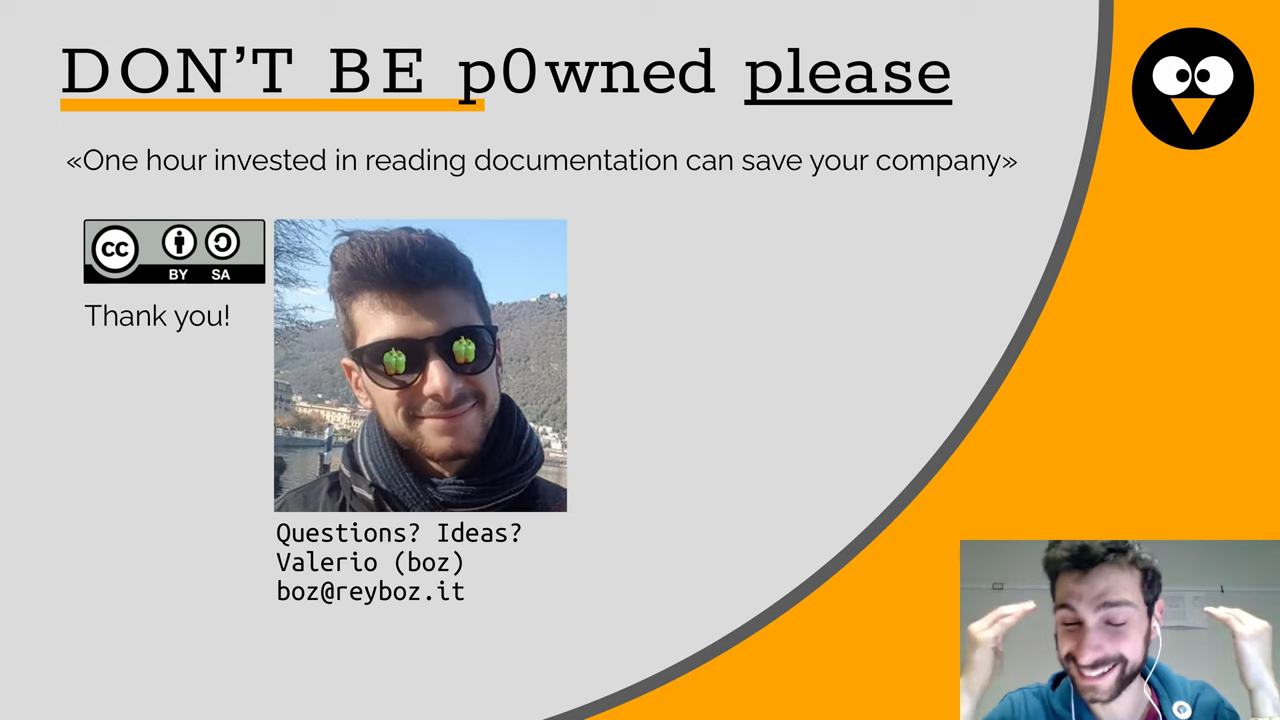 DON'T BE p0wned please
«One hour invested in reading documentation can save your company»
cc
BY SA
Thank you!
Questions? Ideas?
Valerio (boz)
boz@reyboz.it